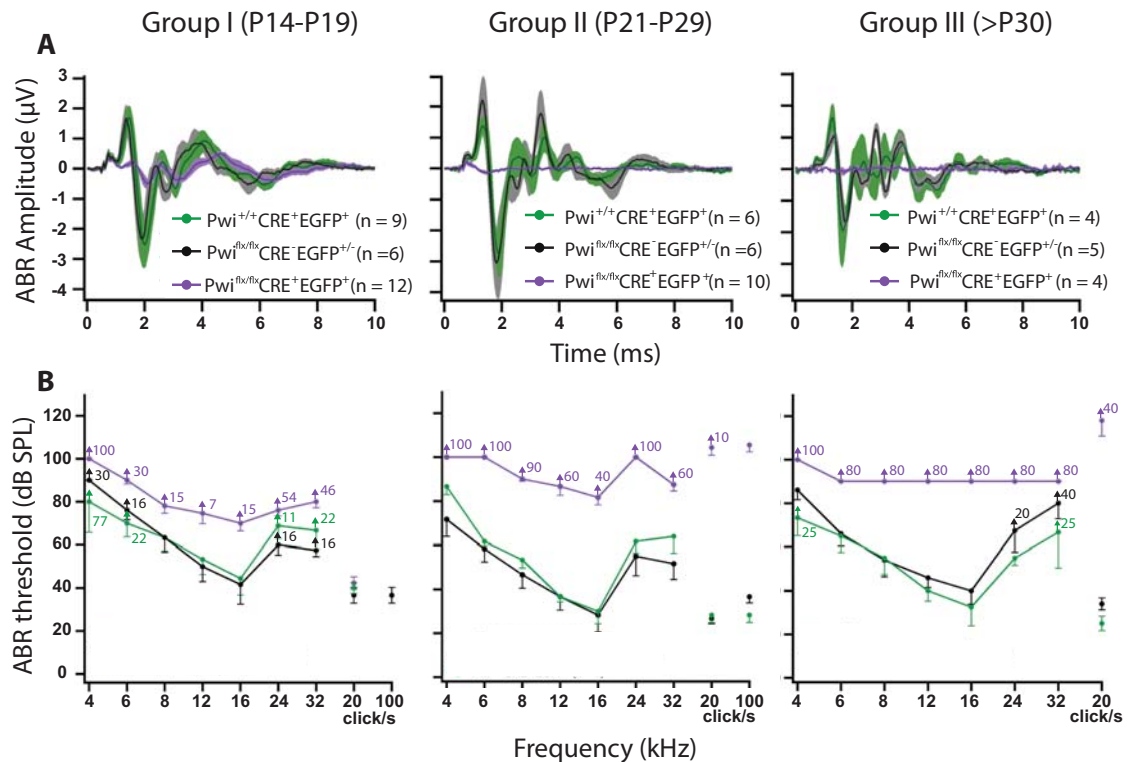 Group I (P14-P19)
Group II (P21-P29)
Group III (>P30)
A
ABR Amplitude (µV)
3
2
1
0
-1
-2
-3
-4
Pwi+/+CRE+EGFP+ (n = 9)
Pwiflx/flxCRE-EGFP+/- (n =6)
Pwiflx/flxCRE+EGFP+(n = 12)
0 2 4 6 8 10
Pwi+/+CRE+EGFP+(n = 6)
Pwiflx/flxCRE-EGFP+/-(n =6)
Pwiflx/flxCRE+EGFP+(n = 10)
0 2 4 6 8 10
Pwi+/+CRE+EGFP+(n = 4)
Pwiflx/flxCRE-EGFP+/-(n =5)
Pwiflx/flxCRE+EGFP+(n = 4)
0 2 4 6 8 10
Time (ms)
B
ABR threshold (dB SPL)
120
100
80
60
40
20
0
100
30
15
7
15
54
46
30
16
16
16
77
22
11
22
4 6 8 12 16 24 32 20 100
click/s
100
100
90
60
40
100
60
10
4 6 8 12 16 24 32 20 100
click/s
100
80
80
80
80
80
80
40
20
40
25
25
4 6 8 12 16 24 32 20
click/s
Frequency (kHz)